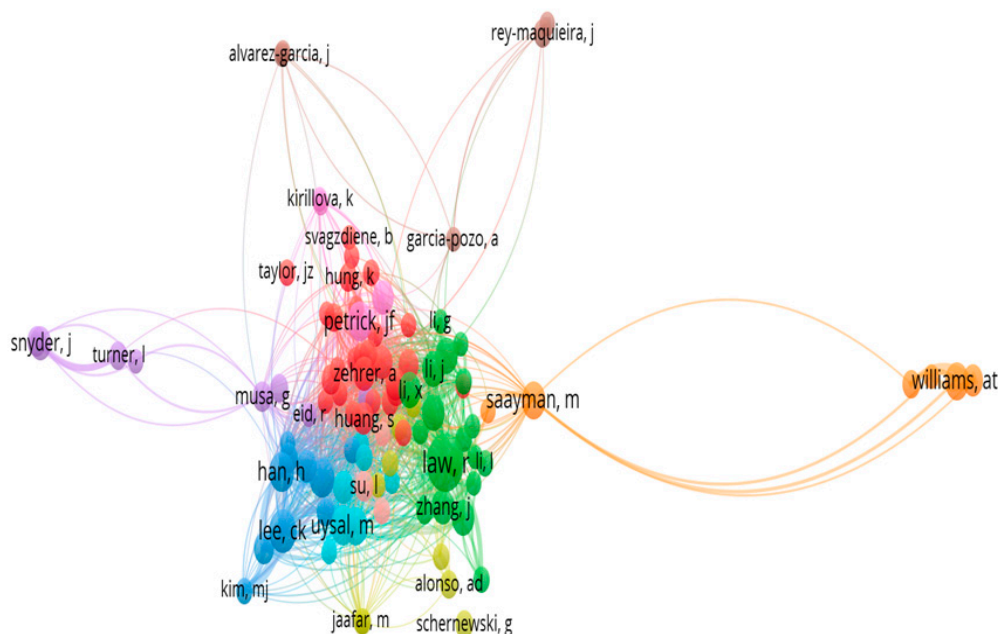 rey-maquieira, j
alvarez-garcia, j
kirillova, k
svagzdiene, b
garcia-pozo, a
taylor, jz
hung, k
petrick, jf
li, g
snyder, j
turner, l
zehrer, a
li, j
williams, at
musa, g
li, x
saayman, m
eid, r
huang, s
han, h
law, r
li, l
su, l
zhang, j
lee, ck
uysal, m
kim, mj
alonso, ad
jaafar, m
schernewski, g